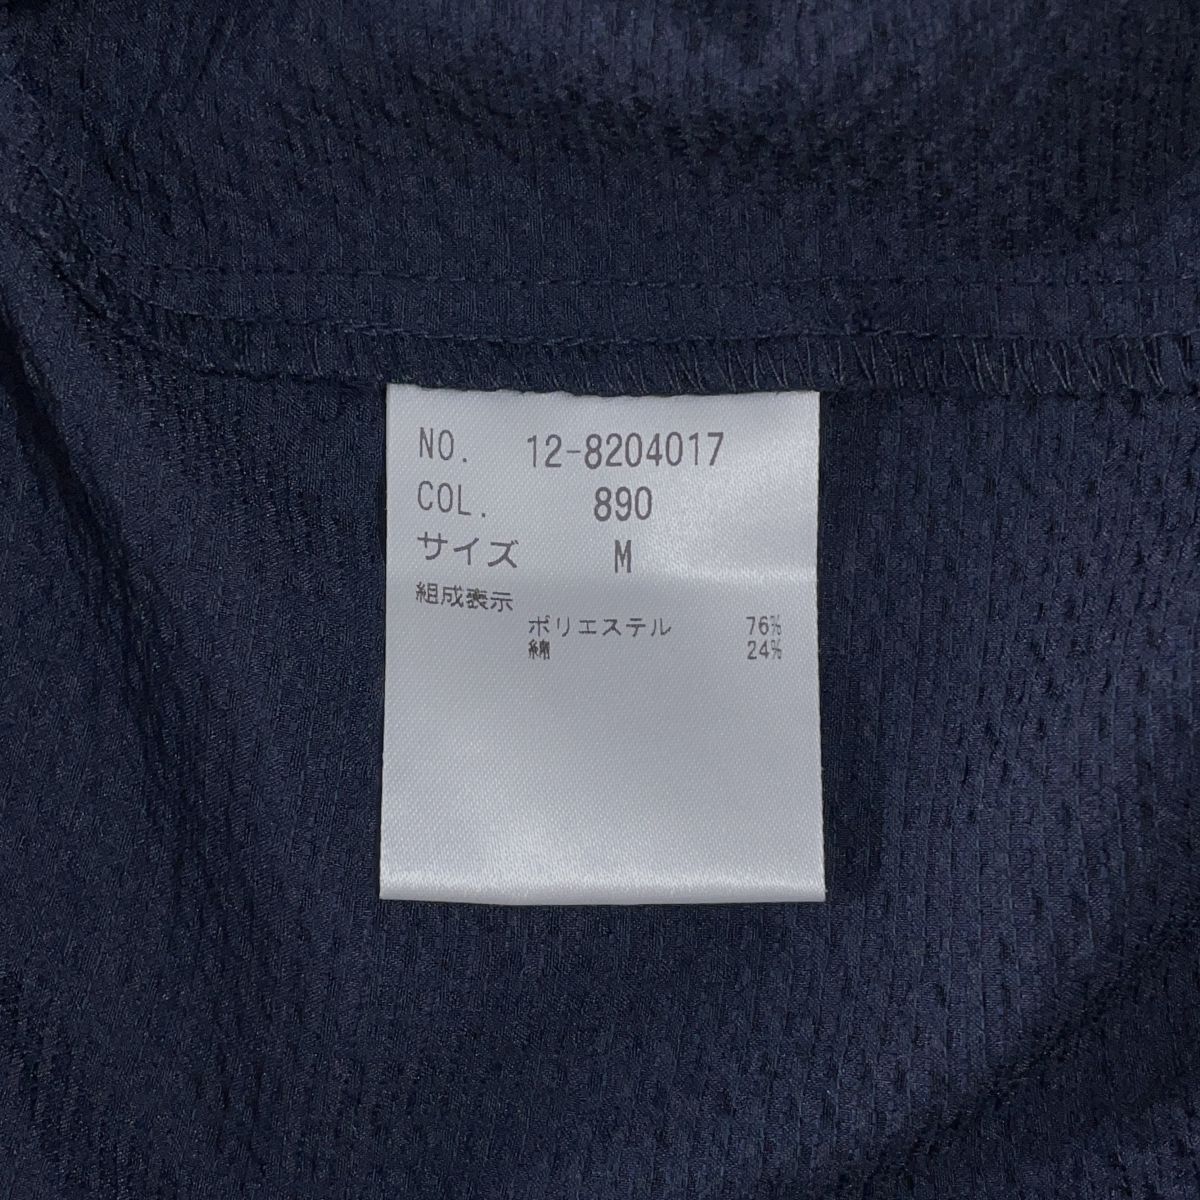 NO. 12-8204017
COL. 890
サイズ M
組成表示
ポリエステル 76%
綿 24%